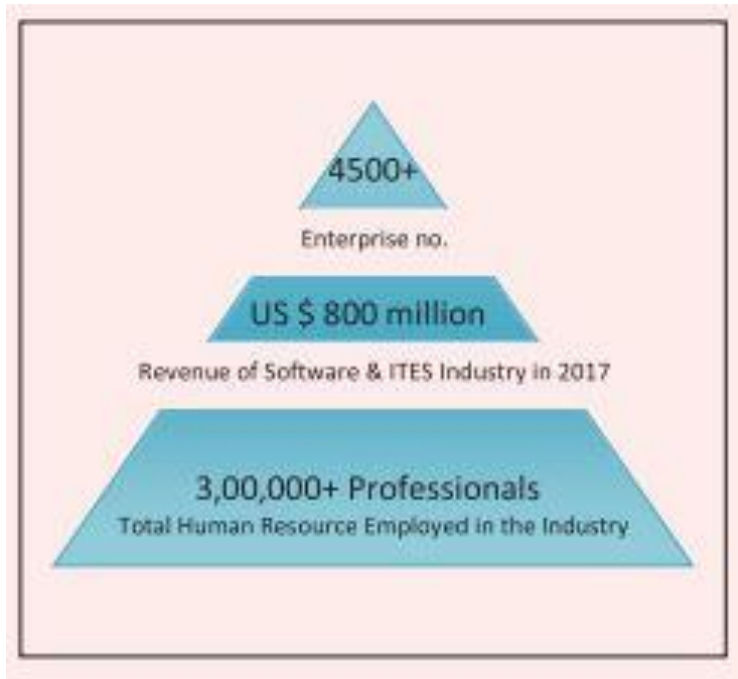 4500+
Enterprise no.
US $ 800 million
Revenue of Software & ITES Industry in 2017
3,00,000+ Professionals
Total Human Resource Employed in the Industry